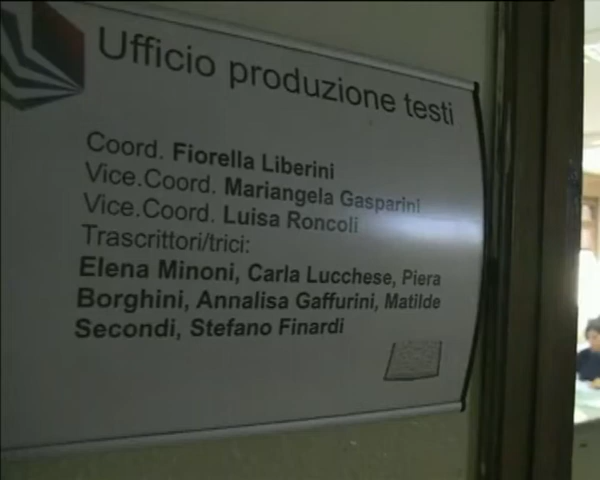 Ufficio produzione testi
Coord. Fiorella Liberini
Vice.Coord. Mariangela Gasparini
Vice.Coord. Luisa Roncoli
Trascrittori/trici:
Elena Minoni, Carla Lucchese, Piera
Borghini, Annalisa Gaffurini, Matilde
Secondi, Stefano Finardi